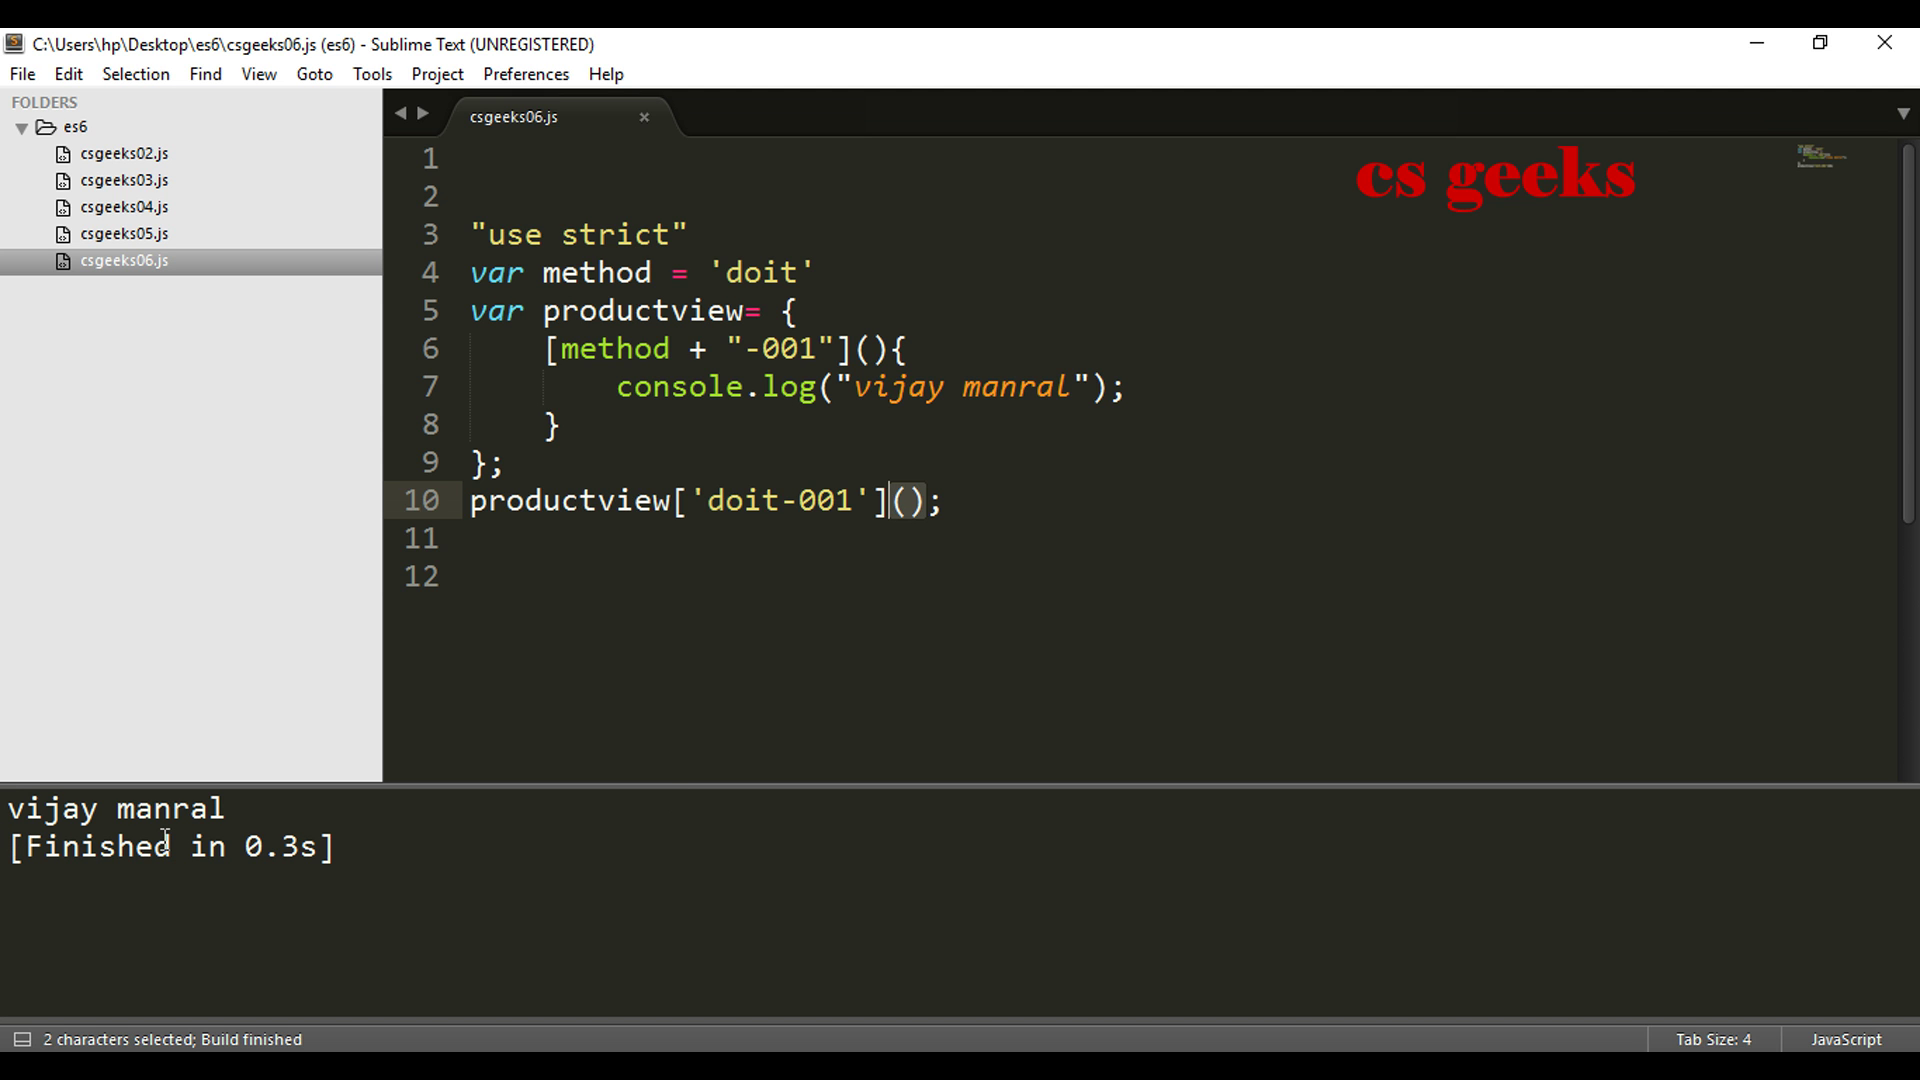 C:\Users\hp\Desktop\es6\csgeeks06.js (es6) - Sublime Text (UNREGISTERED)
File Edit Selection Find View Goto Tools Project Preferences Help
FOLDERS
es6
csgeeks02.js
csgeeks03.js
csgeeks04.js
csgeeks05.js
csgeeks06.js
csgeeks06.js ×
cs geeks
1
2
3 "use strict"
4 var method = 'doit'
5 var productview= {
6 [method + "-001"](){
7 console.log("vijay manral");
8 }
9 };
10 productview['doit-001']();
11
12
vijay manral
[Finished in 0.3s]
2 characters selected; Build finished
Tab Size: 4 JavaScript